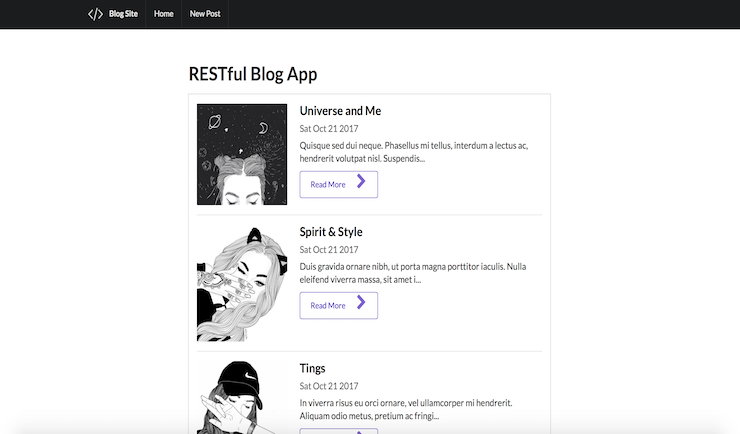 </> Blog Site Home New Post
RESTful Blog App
Universe and Me
Sat Oct 21 2017
Quisque sed dui neque. Phasellus mi tellus, interdum a lectus ac,
hendrerit volutpat nisl. Suspendis...
Read More
Spirit & Style
Sat Oct 21 2017
Duis gravida ornare nibh, ut porta magna porttitor iaculis. Nulla
eleifend viverra massa, sit amet i...
Read More
Tings
Sat Oct 21 2017
In viverra risus eu orci ornare, vel ullamcorper mi hendrerit.
Aliquam odio metus, pretium ac fringi...